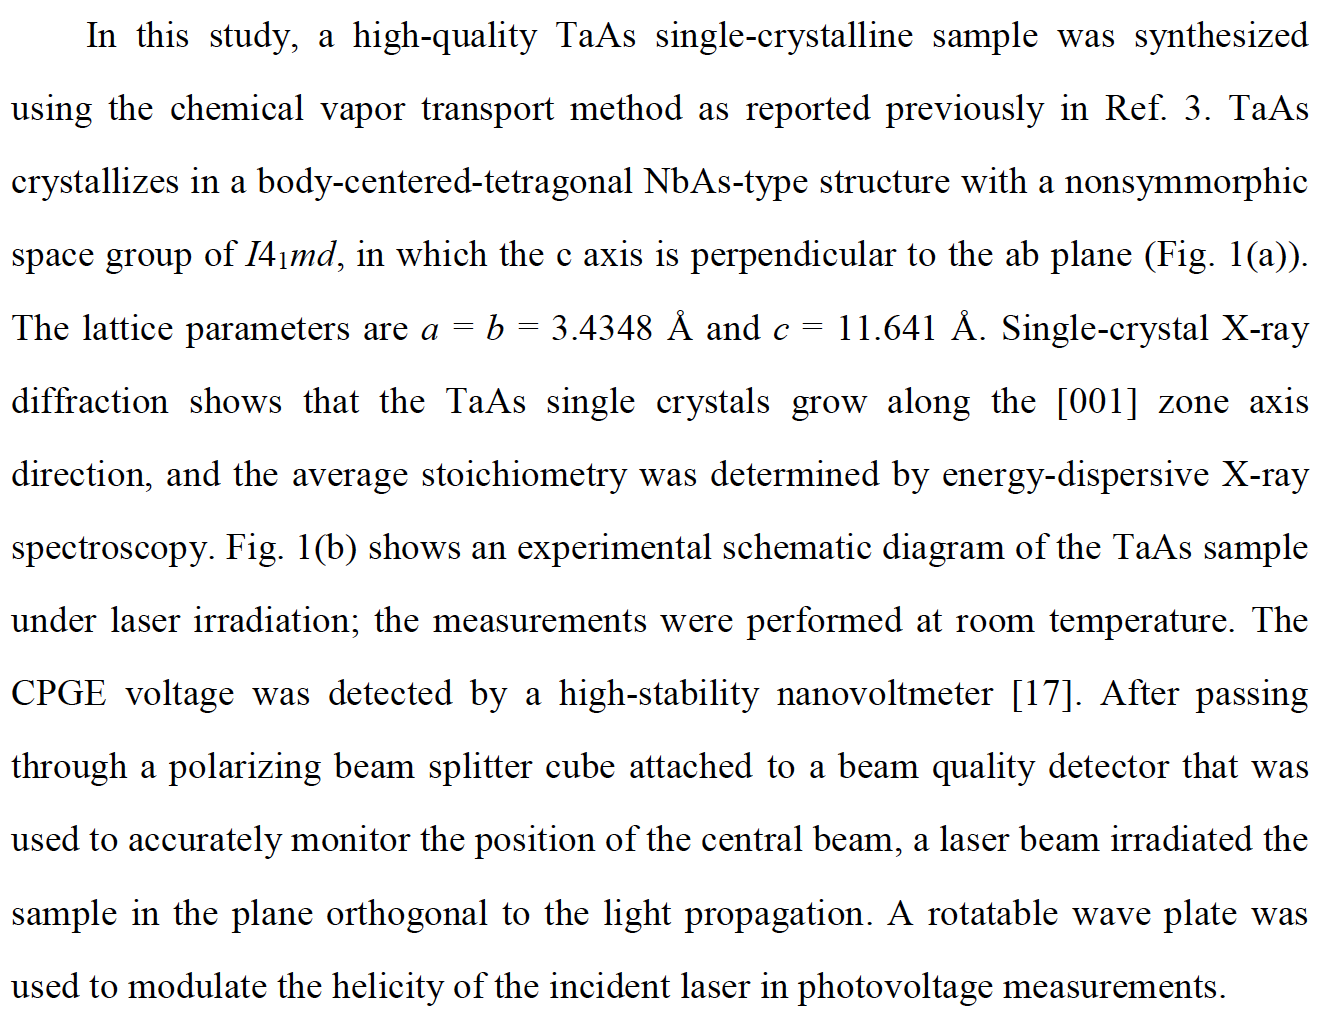 In this study, a high-quality TaAs single-crystalline sample was synthesized
using the chemical vapor transport method as reported previously in Ref. 3. TaAs
crystallizes in a body-centered-tetragonal NbAs-type structure with a nonsymmorphic
space group of I4₁md, in which the c axis is perpendicular to the ab plane (Fig. 1(a)).
The lattice parameters are a = b = 3.4348 Å and c = 11.641 Å. Single-crystal X-ray
diffraction shows that the TaAs single crystals grow along the [001] zone axis
direction, and the average stoichiometry was determined by energy-dispersive X-ray
spectroscopy. Fig. 1(b) shows an experimental schematic diagram of the TaAs sample
under laser irradiation; the measurements were performed at room temperature. The
CPGE voltage was detected by a high-stability nanovoltmeter [17]. After passing
through a polarizing beam splitter cube attached to a beam quality detector that was
used to accurately monitor the position of the central beam, a laser beam irradiated the
sample in the plane orthogonal to the light propagation. A rotatable wave plate was
used to modulate the helicity of the incident laser in photovoltage measurements.